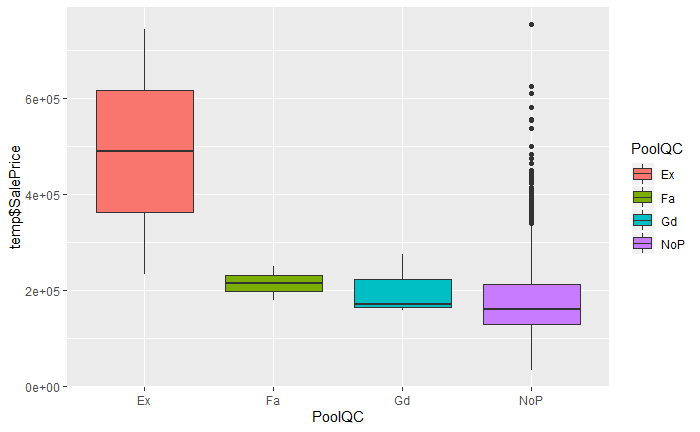 temp$SalePrice
6e+05
4e+05
2e+05
0e+00
Ex Fa Gd NoP
PoolQC
PoolQC
Ex
Fa
Gd
NoP